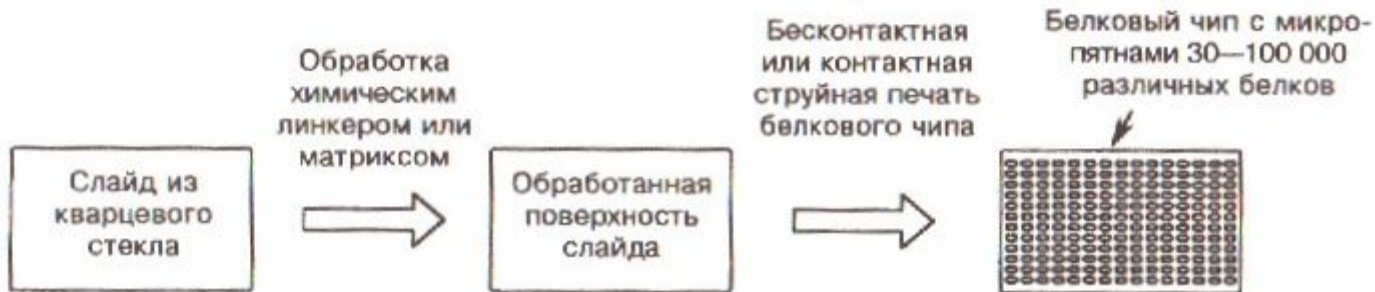 Слайд из
кварцевого
стекла
Обработка
химическим
линкером или
матриксом
Обработанная
поверхность
слайда
Бесконтактная
или контактная
струйная печать
белкового чипа
Белковый чип с микро-
пятнами 30—100 000
различных белков